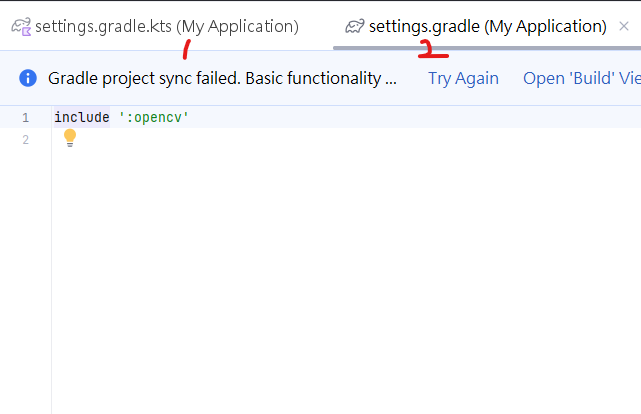 settings.gradle.kts (My Application) settings.gradle (My Application)
1 2
Gradle project sync failed. Basic functionality ... Try Again Open 'Build' Vie
1 include ':opencv'
2